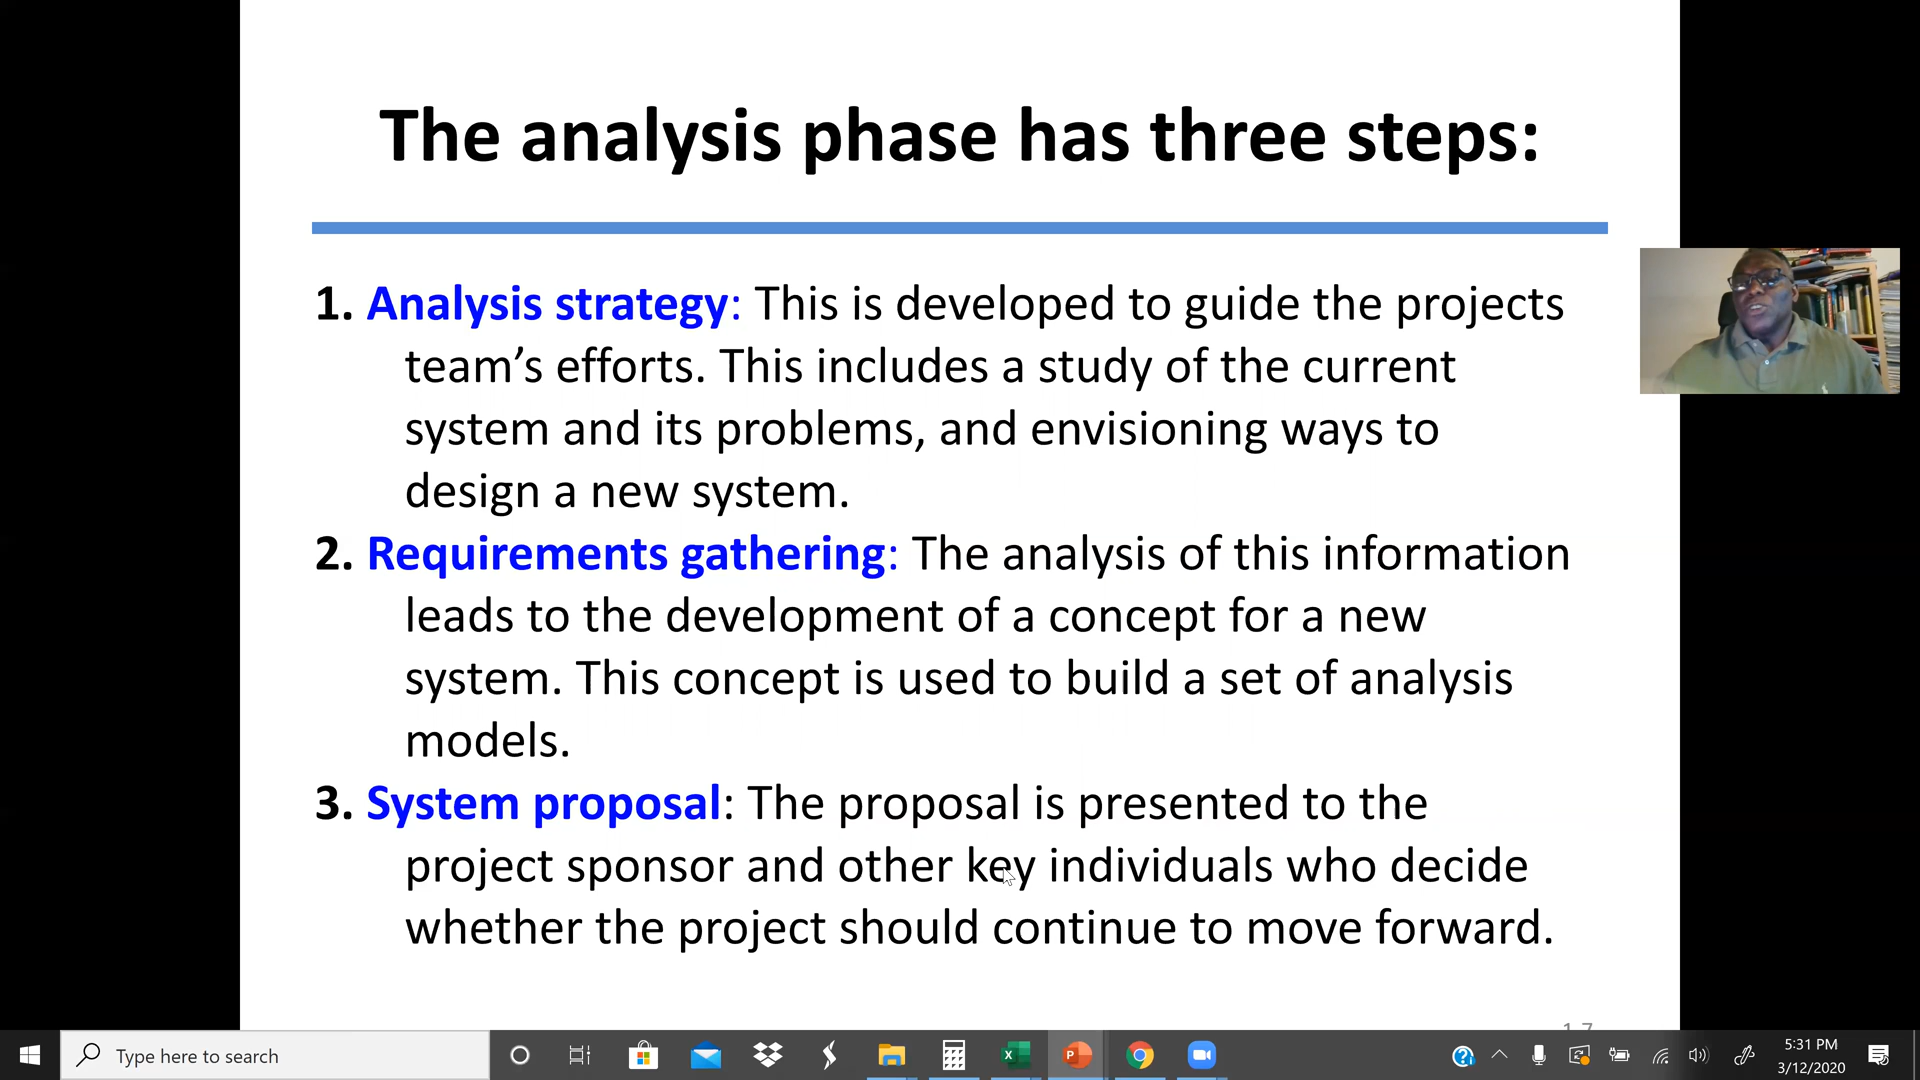 The analysis phase has three steps:
1. Analysis strategy: This is developed to guide the projects
team’s efforts. This includes a study of the current
system and its problems, and envisioning ways to
design a new system.
2. Requirements gathering: The analysis of this information
leads to the development of a concept for a new
system. This concept is used to build a set of analysis
models.
3. System proposal: The proposal is presented to the
project sponsor and other key individuals who decide
whether the project should continue to move forward.
Type here to search
5:31 PM
3/12/2020